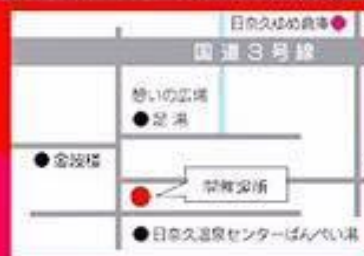 日奈久ゆめ倉庫
国道3号線
憩いの広場
足湯
金波楼
開催場所
日奈久温泉センターばんぺい湯